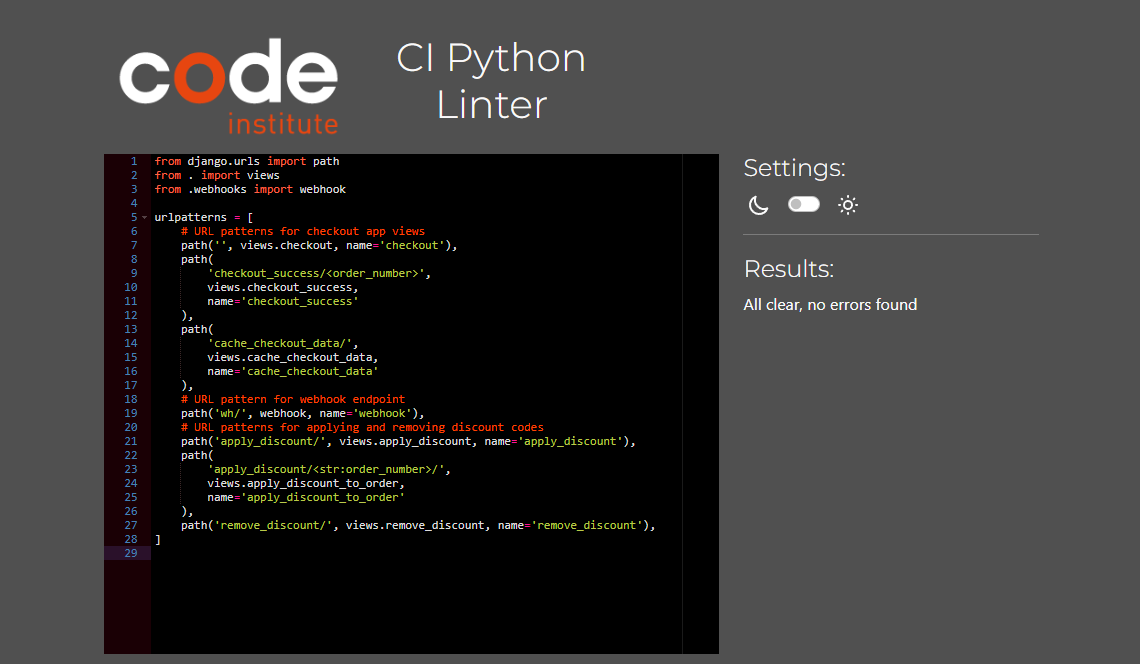 code
institute
CI Python
Linter
1 from django.urls import path
2 from . import views
3 from .webhooks import webhook
4
5 urlpatterns = [
6     # URL patterns for checkout app views
7     path('', views.checkout, name='checkout'),
8     path(
9         'checkout_success/<order_number>',
10         views.checkout_success,
11         name='checkout_success'
12     ),
13     path(
14         'cache_checkout_data/',
15         views.cache_checkout_data,
16         name='cache_checkout_data'
17     ),
18     # URL pattern for webhook endpoint
19     path('wh/', webhook, name='webhook'),
20     # URL patterns for applying and removing discount codes
21     path('apply_discount/', views.apply_discount, name='apply_discount'),
22     path(
23         'apply_discount/<str:order_number>/',
24         views.apply_discount_to_order,
25         name='apply_discount_to_order'
26     ),
27     path('remove_discount/', views.remove_discount, name='remove_discount'),
28 ]
29
Settings:
Results:
All clear, no errors found